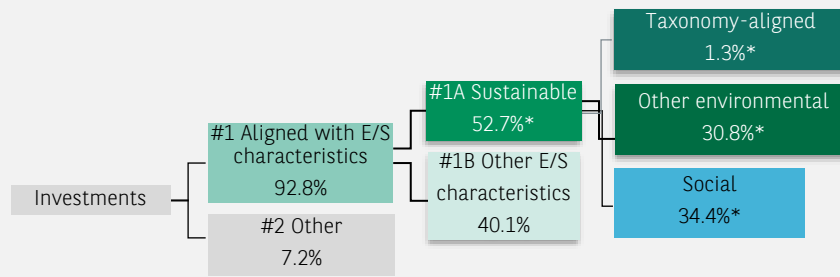 Investments
#1 Aligned with E/S
characteristics
92.8%
#2 Other
7.2%
#1A Sustainable
52.7%*
#1B Other E/S
characteristics
40.1%
Taxonomy-aligned
1.3%*
Other environmental
30.8%*
Social
34.4%*